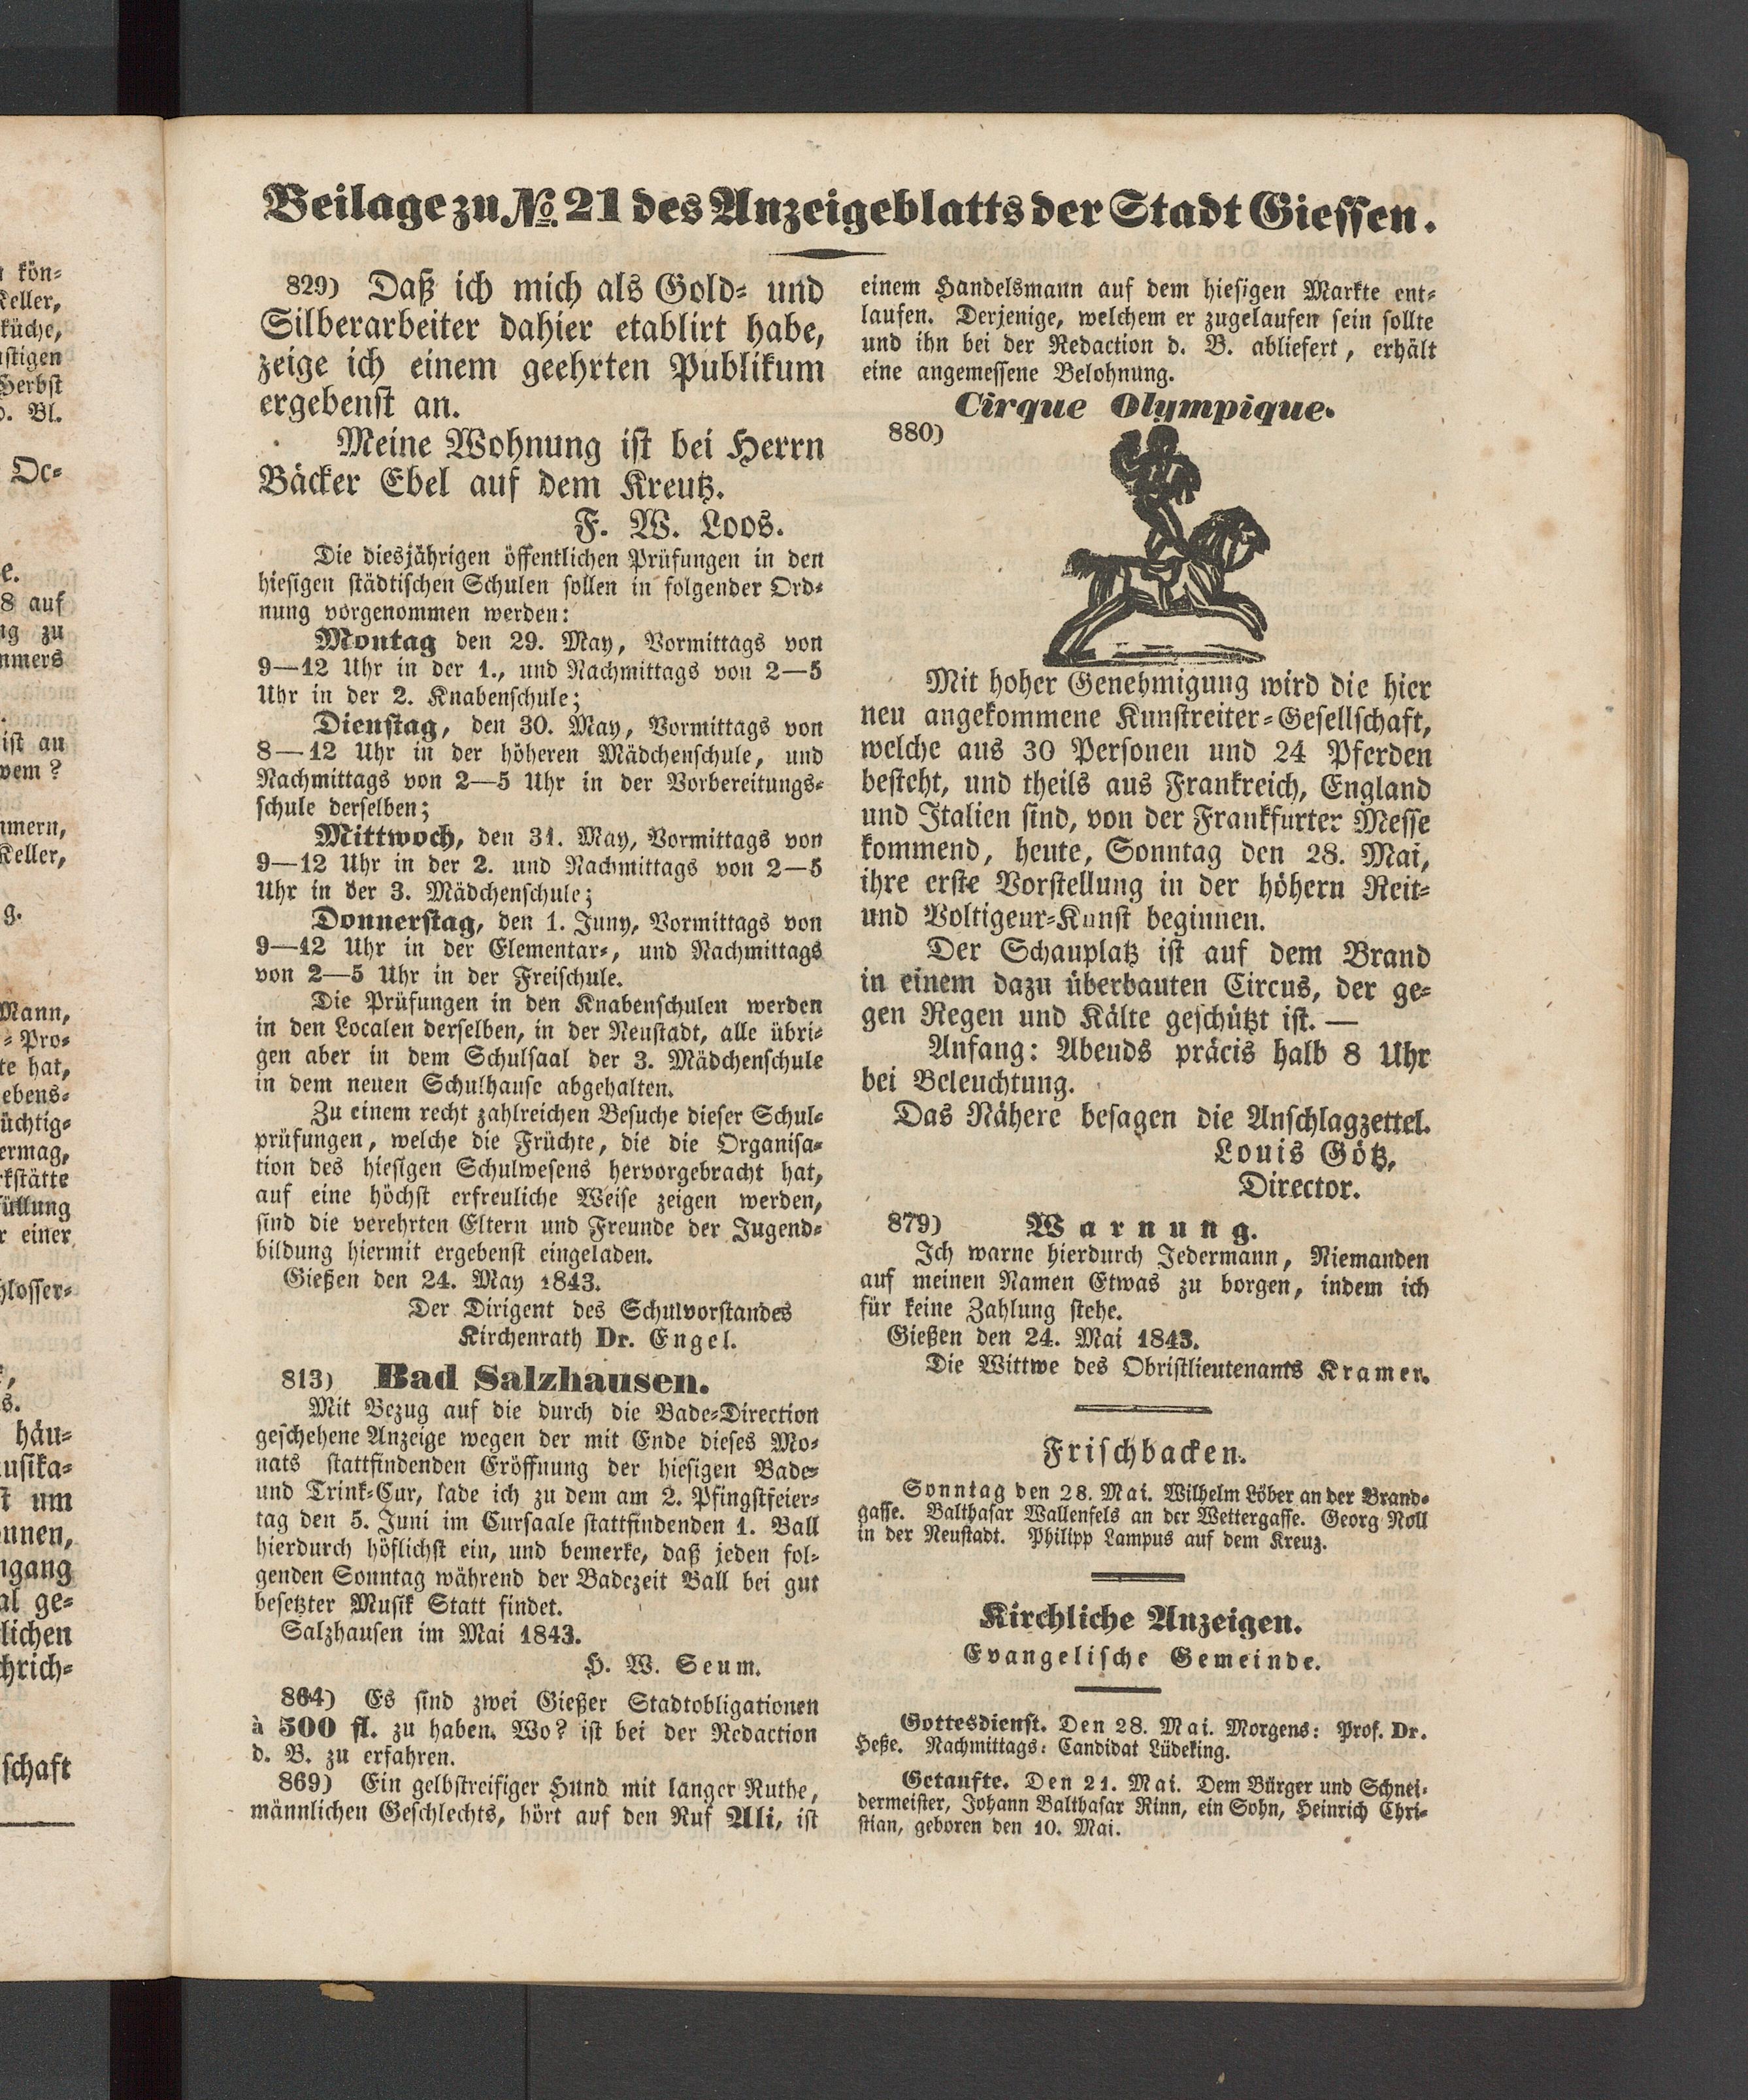 Beilage zu No. 21 des Anzeigeblatts der Stadt Giessen.
829) Daß ich mich als Gold- und
Silberarbeiter dahier etablirt habe,
zeige ich einem geehrten Publikum
ergebenst an.
Meine Wohnung ist bei Herrn
Bäcker Ebel auf dem Kreutz.
F. W. Loos.
Die diesjährigen öffentlichen Prüfungen in den
hiesigen städtischen Schulen sollen in folgender Ord-
nung vorgenommen werden:
Montag den 29. May, Vormittags von
9—12 Uhr in der 1., und Nachmittags von 2—5
Uhr in der 2. Knabenschule;
Dienstag, den 30. May, Vormittags von
8—12 Uhr in der höheren Mädchenschule, und
Nachmittags von 2—5 Uhr in der Vorbereitungs-
schule derselben;
Mittwoch, den 31. May, Vormittags von
9—12 Uhr in der 2. und Nachmittags von 2—5
Uhr in der 3. Mädchenschule;
Donnerstag, den 1. Juny, Vormittags von
9—12 Uhr in der Elementar-, und Nachmittags
von 2—5 Uhr in der Freischule.
Die Prüfungen in den Knabenschulen werden
in den Localen derselben, in der Neustadt, alle übri-
gen aber in dem Schulsaal der 3. Mädchenschule
in dem neuen Schulhause abgehalten.
Zu einem recht zahlreichen Besuche dieser Schul-
prüfungen, welche die Früchte, die die Organisa-
tion des hiesigen Schulwesens hervorgebracht hat,
auf eine höchst erfreuliche Weise zeigen werden,
sind die verehrten Eltern und Freunde der Jugend-
bildung hiermit ergebenst eingeladen.
Gießen den 24. May 1843.
Der Dirigent des Schulvorstandes
Kirchenrath Dr. Engel.
813) Bad Salzhausen.
Mit Bezug auf die durch die Bade-Direction
geschehene Anzeige wegen der mit Ende dieses Mo-
nats stattfindenden Eröffnung der hiesigen Bade-
und Trink-Cur, lade ich zu dem am 2. Pfingstfeier-
tag den 5. Juni im Cursaale stattfindenden 1. Ball
hierdurch höflichst ein, und bemerke, daß jeden fol-
genden Sonntag während der Badezeit Ball bei gut
besetzter Musik Statt findet.
Salzhausen im Mai 1843.
H. W. Seum.
864) Es sind zwei Gießer Stadtobligationen
à 500 fl. zu haben. Wo? ist bei der Redaction
d. B. zu erfahren.
869) Ein gelbstreifiger Hund mit langer Ruthe,
männlichen Geschlechts, hört auf den Ruf Ali, ist
einem Handelsmann auf dem hiesigen Markte ent-
laufen. Derjenige, welchem er zugelaufen sein sollte
und ihn bei der Redaction d. B. abliefert, erhält
eine angemessene Belohnung.
Cirque Olympique.
880)
Mit hoher Genehmigung wird die hier
neu angekommene Kunstreiter-Gesellschaft,
welche aus 30 Personen und 24 Pferden
besteht, und theils aus Frankreich, England
und Italien sind, von der Frankfurter Messe
kommend, heute, Sonntag den 28. Mai,
ihre erste Vorstellung in der höhern Reit-
und Voltigeur-Kunst beginnen.
Der Schauplatz ist auf dem Brand
in einem dazu überbauten Circus, der ge-
gen Regen und Kälte geschützt ist. —
Anfang: Abends präcis halb 8 Uhr
bei Beleuchtung.
Das Nähere besagen die Anschlagzettel.
Louis Götz,
Director.
879) Warnung.
Ich warne hierdurch Jedermann, Niemanden
auf meinen Namen Etwas zu borgen, indem ich
für keine Zahlung stehe.
Gießen den 24. Mai 1843.
Die Wittwe des Obristlieutenants Kramer.
Frischbacken.
Sonntag den 28. Mai. Wilhelm Löber an der Brand-
gasse. Balthasar Wallenfels an der Wettergasse. Georg Noll
in der Neustadt. Philipp Lampus auf dem Kreuz.
Kirchliche Anzeigen.
Evangelische Gemeinde.
Gottesdienst. Den 28. Mai. Morgens: Prof. Dr.
Heße. Nachmittags: Candidat Lüdeking.
Getaufte. Den 21. Mai. Dem Bürger und Schnei-
dermeister, Johann Balthasar Rinn, ein Sohn, Heinrich Chri-
stian, geboren den 10. Mai.